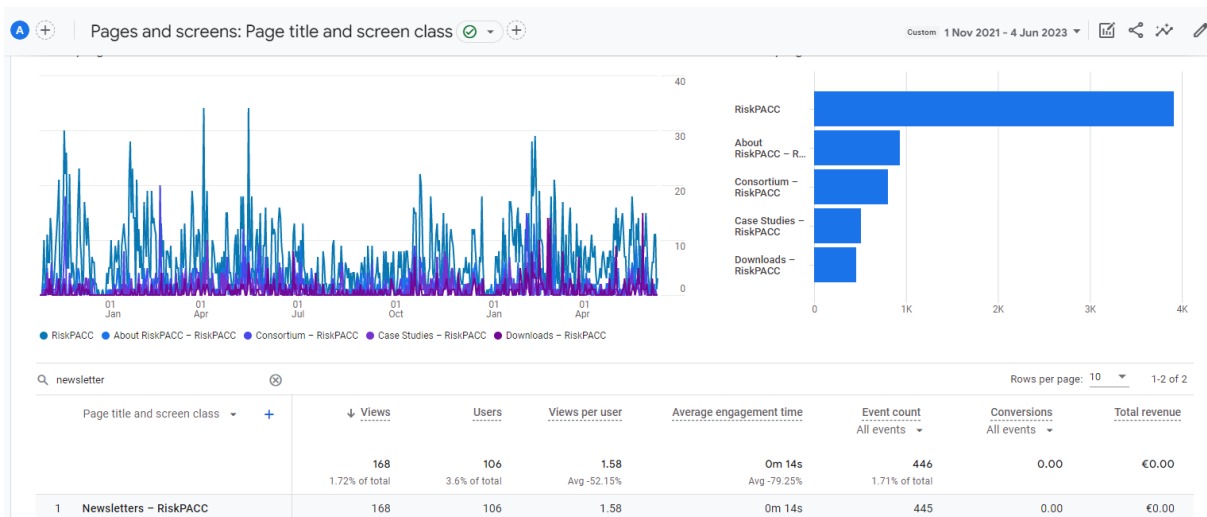 A
Pages and screens: Page title and screen class
Custom 1 Nov 2021 - 4 Jun 2023
40
30
20
10
0
01 Jan
01 Apr
01 Jul
01 Oct
01 Jan
01 Apr
RiskPACC About RiskPACC – RiskPACC Consortium – RiskPACC Case Studies – RiskPACC Downloads – RiskPACC
RiskPACC
About
RiskPACC – R...
Consortium –
RiskPACC
Case Studies –
RiskPACC
Downloads –
RiskPACC
0 1K 2K 3K 4K
newsletter
Rows per page: 10 1-2 of 2
Page title and screen class + Views Users Views per user Average engagement time Event count Conversions Total revenue
All events All events
168 106 1.58 0m 14s 446 0.00 €0.00
1.72% of total 3.6% of total Avg -52.15% Avg -79.25% 1.71% of total
1 Newsletters – RiskPACC 168 106 1.58 0m 14s 445 0.00 €0.00